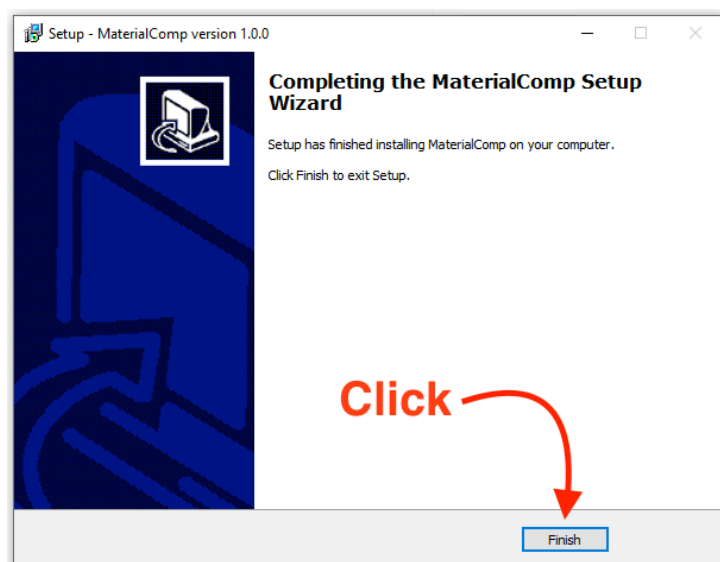 Setup - MaterialComp version 1.0.0
Completing the MaterialComp Setup
Wizard
Setup has finished installing MaterialComp on your computer.
Click Finish to exit Setup.
Click
Finish